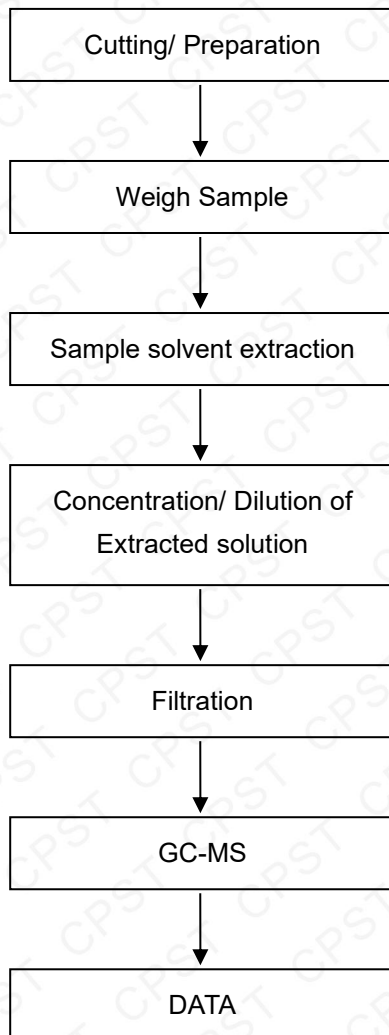 Cutting/ Preparation
Weigh Sample
Sample solvent extraction
Concentration/ Dilution of
Extracted solution
Filtration
GC-MS
DATA